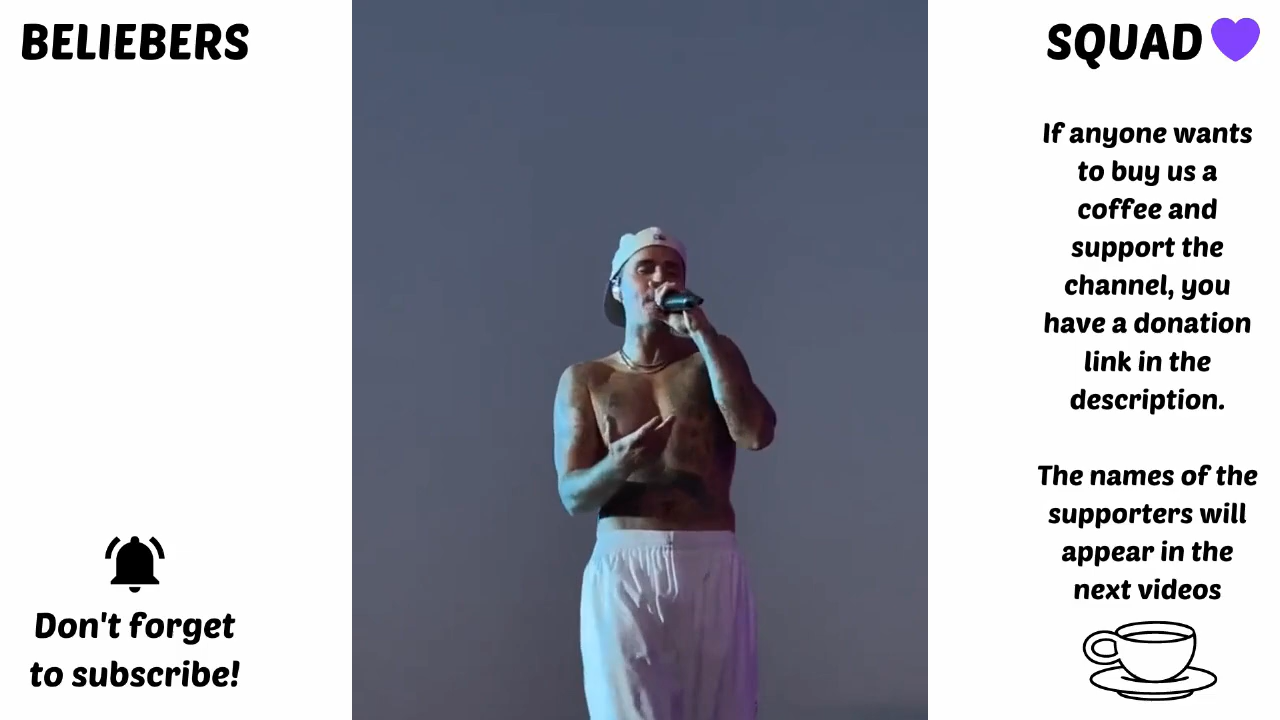 BELIEBERS
SQUAD
If anyone wants
to buy us a
coffee and
support the
channel, you
have a donation
link in the
description.
The names of the
supporters will
appear in the
next videos
Don't forget
to subscribe!